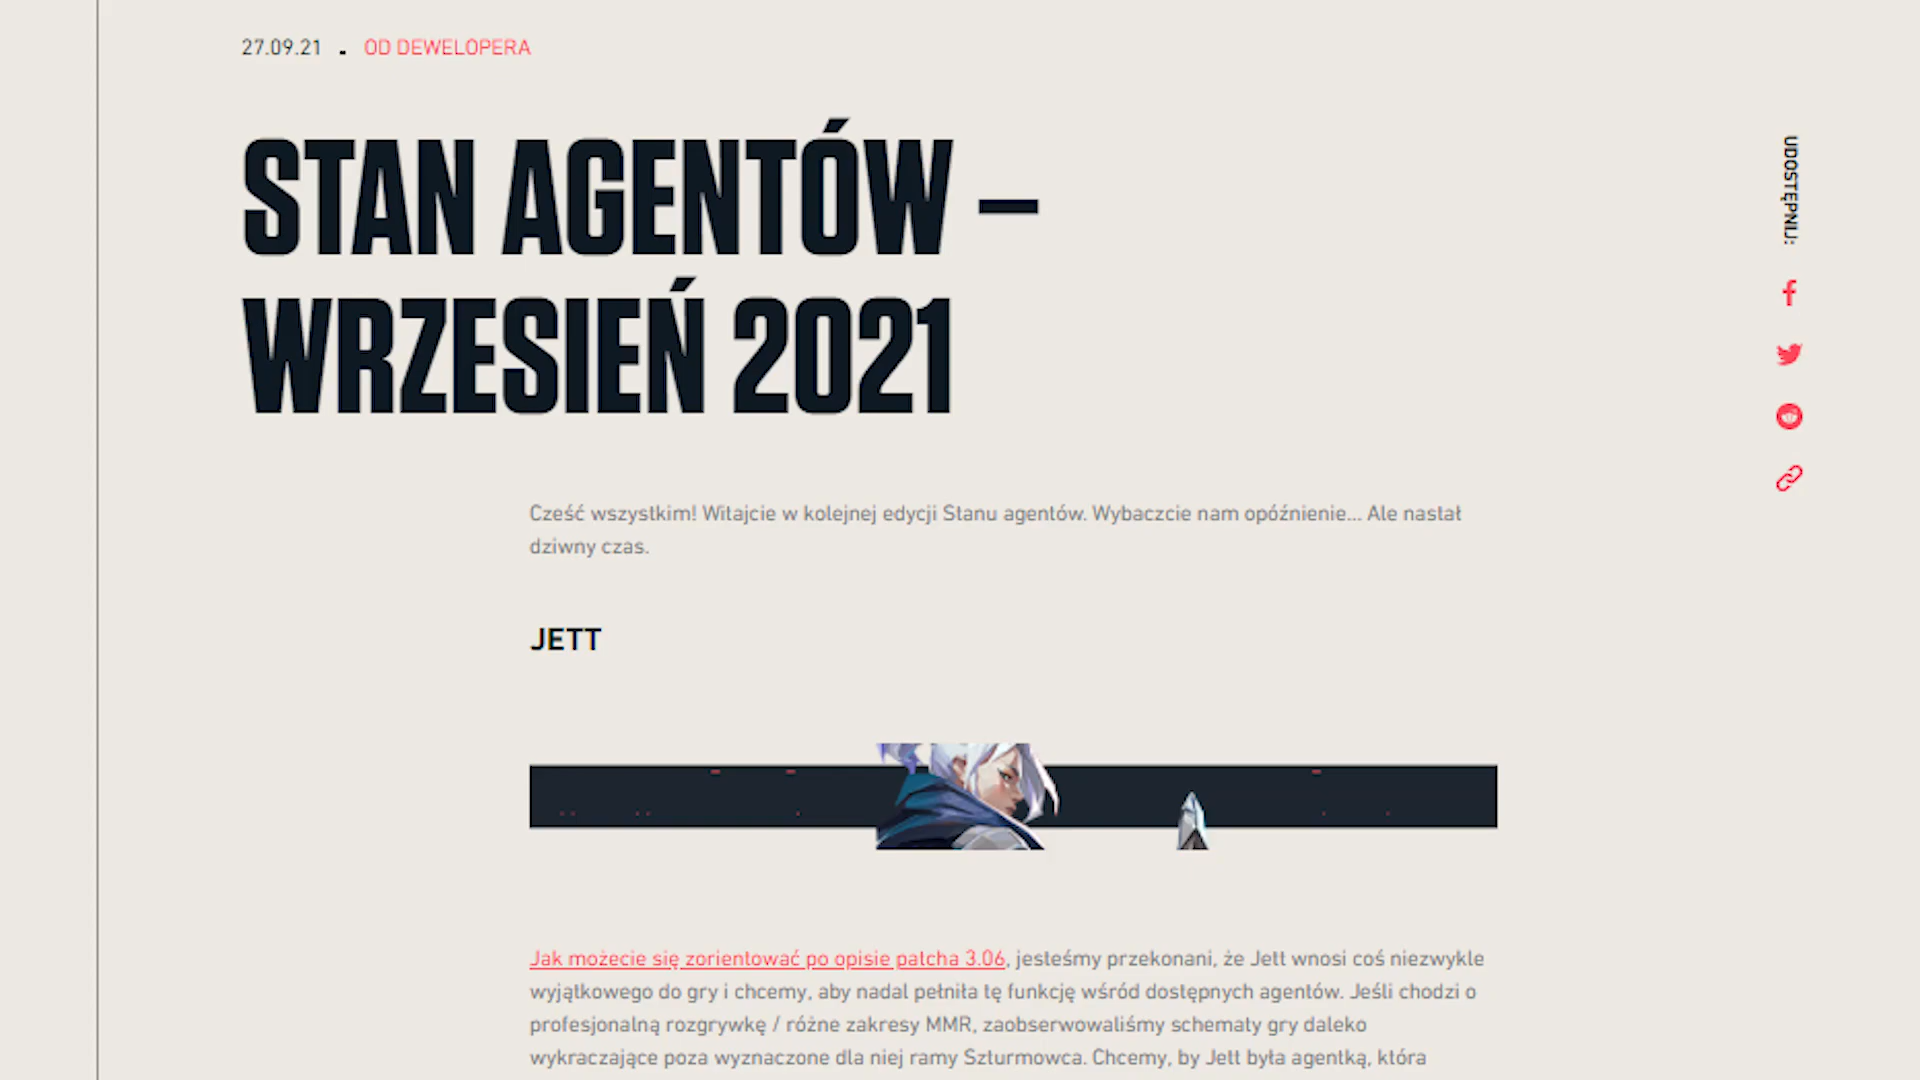 27.09.21 . OD DEWELOPERA
STAN AGENTÓW –
WRZESIEŃ 2021
UDOSTĘPNIJ:
Cześć wszystkim! Witajcie w kolejnej edycji Stanu agentów. Wybaczcie nam opóźnienie... Ale nastał
dziwny czas.
JETT
Jak możecie się zorientować po opisie patcha 3.06, jesteśmy przekonani, że Jett wnosi coś niezwykle
wyjątkowego do gry i chcemy, aby nadal pełniła tę funkcję wśród dostępnych agentów. Jeśli chodzi o
profesjonalną rozgrywkę / różne zakresy MMR, zaobserwowaliśmy schematy gry daleko
wykraczające poza wyznaczone dla niej ramy Szturmowca. Chcemy, by Jett była agentką, która